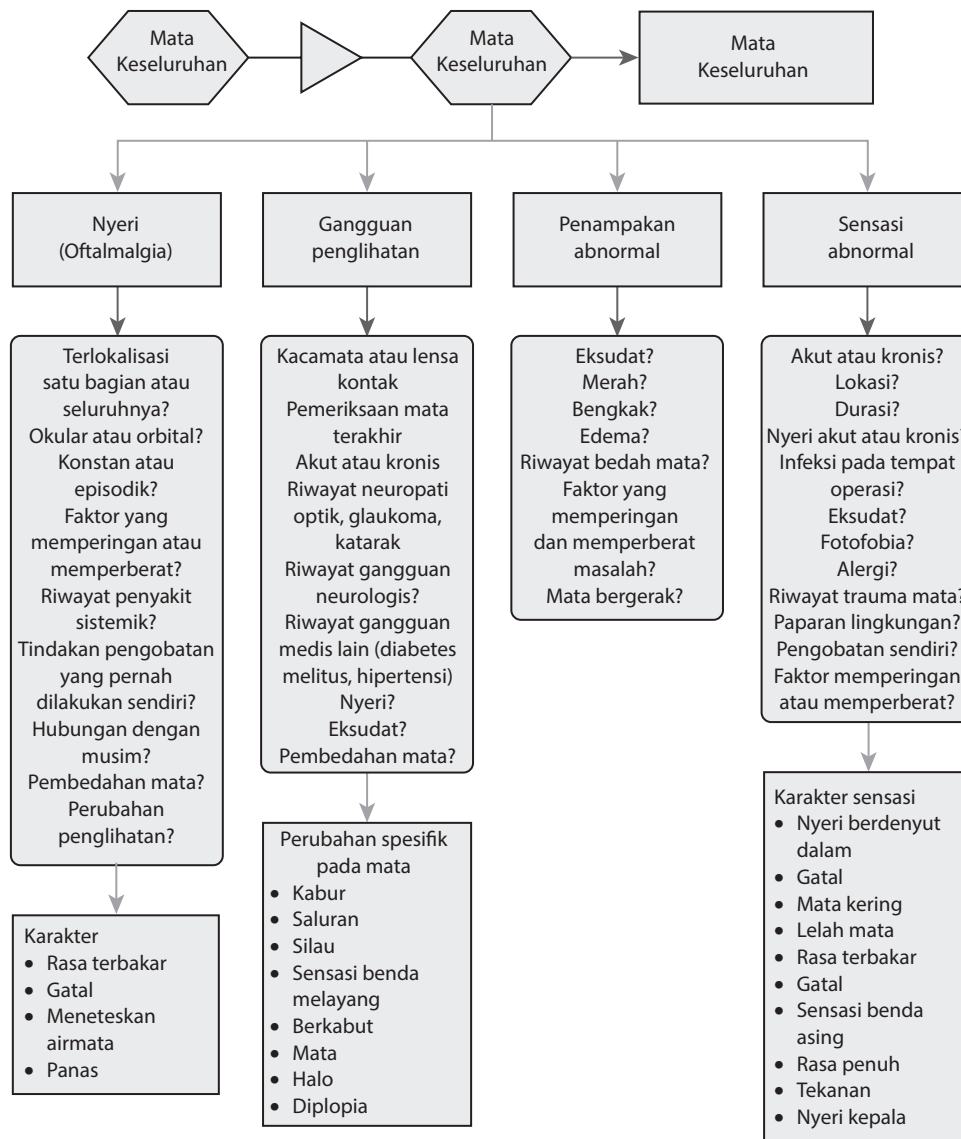 Mata
Keseluruhan
Mata
Keseluruhan
Mata
Keseluruhan
Nyeri
(Oftalmalgia)
Gangguan
penglihatan
Penampakan
abnormal
Sensasi
abnormal
Terlokalisasi
satu bagian atau
seluruhnya?
Okular atau orbital?
Konstan atau
episodik?
Faktor yang
memperingan atau
memperberat?
Riwayat penyakit
sistemik?
Tindakan pengobatan
yang pernah
dilakukan sendiri?
Hubungan dengan
musim?
Pembedahan mata?
Perubahan
penglihatan?
Kacamata atau lensa
kontak
Pemeriksaan mata
terakhir
Akut atau kronis
Riwayat neuropati
optik, glaukoma,
katarak
Riwayat gangguan
neurologis?
Riwayat gangguan
medis lain (diabetes
melitus, hipertensi)
Nyeri?
Eksudat?
Pembedahan mata?
Eksudat?
Merah?
Bengkak?
Edema?
Riwayat bedah mata?
Faktor yang
memperingan
dan memperberat
masalah?
Mata bergerak?
Akut atau kronis?
Lokasi?
Durasi?
Nyeri akut atau kronis?
Infeksi pada tempat
operasi?
Eksudat?
Fotofobia?
Alergi?
Riwayat trauma mata?
Paparan lingkungan?
Pengobatan sendiri?
Faktor memperingan
atau memperberat?
Karakter
• Rasa terbakar
• Gatal
• Meneteskan
airmata
• Panas
Perubahan spesifik
pada mata
• Kabur
• Saluran
• Silau
• Sensasi benda
melayang
• Berkabut
• Mata
• Halo
• Diplopia
Karakter sensasi
• Nyeri berdenyut
dalam
• Gatal
• Mata kering
• Lelah mata
• Rasa terbakar
• Gatal
• Sensasi benda
asing
• Rasa penuh
• Tekanan
• Nyeri kepala